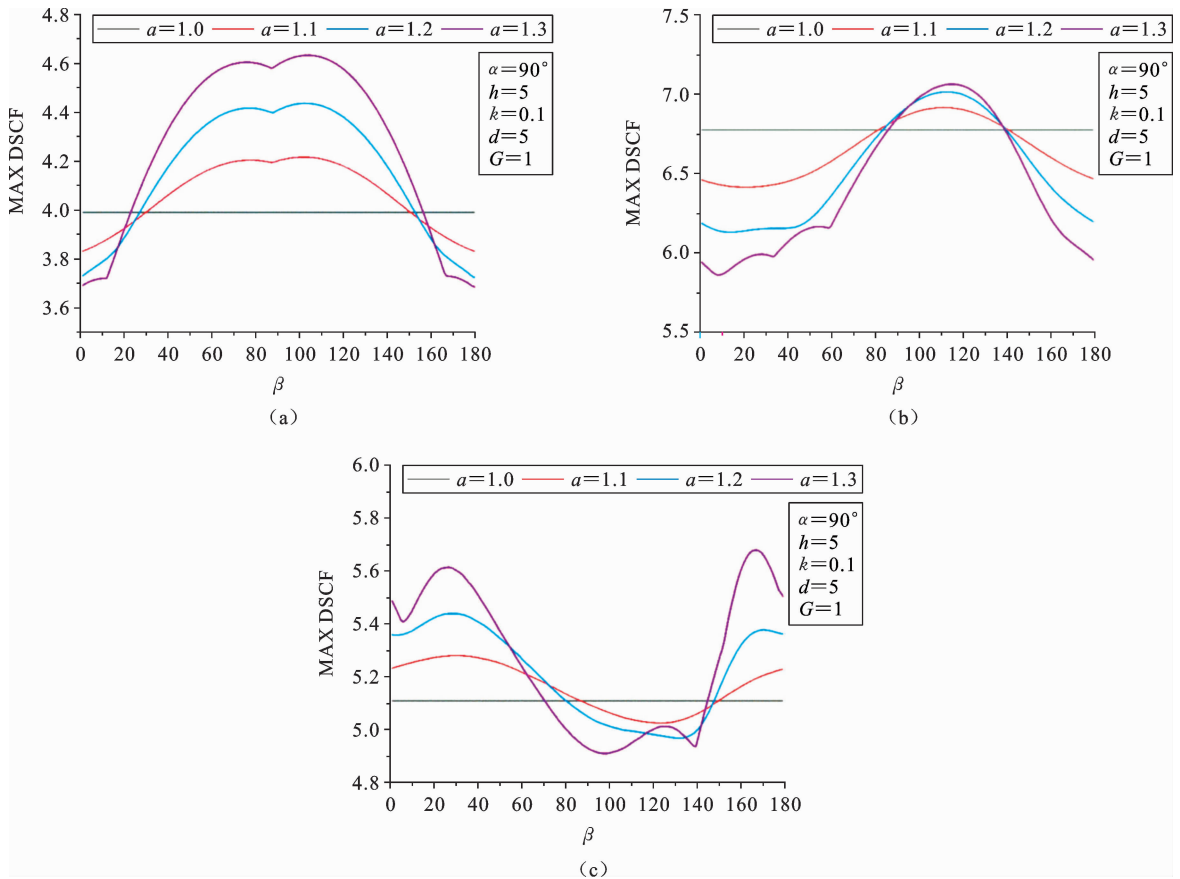 a=1.0 a=1.1 a=1.2 a=1.3
α=90°
h=5
k=0.1
d=5
G=1
MAX DSCF
4.8
4.6
4.4
4.2
4.0
3.8
3.6
0 20 40 60 80 100 120 140 160 180
β
(a)
a=1.0 a=1.1 a=1.2 a=1.3
α=90°
h=5
k=0.1
d=5
G=1
MAX DSCF
7.5
7.0
6.5
6.0
5.5
0 20 40 60 80 100 120 140 160 180
β
(b)
a=1.0 a=1.1 a=1.2 a=1.3
α=90°
h=5
k=0.1
d=5
G=1
MAX DSCF
6.0
5.8
5.6
5.4
5.2
5.0
4.8
0 20 40 60 80 100 120 140 160 180
β
(c)